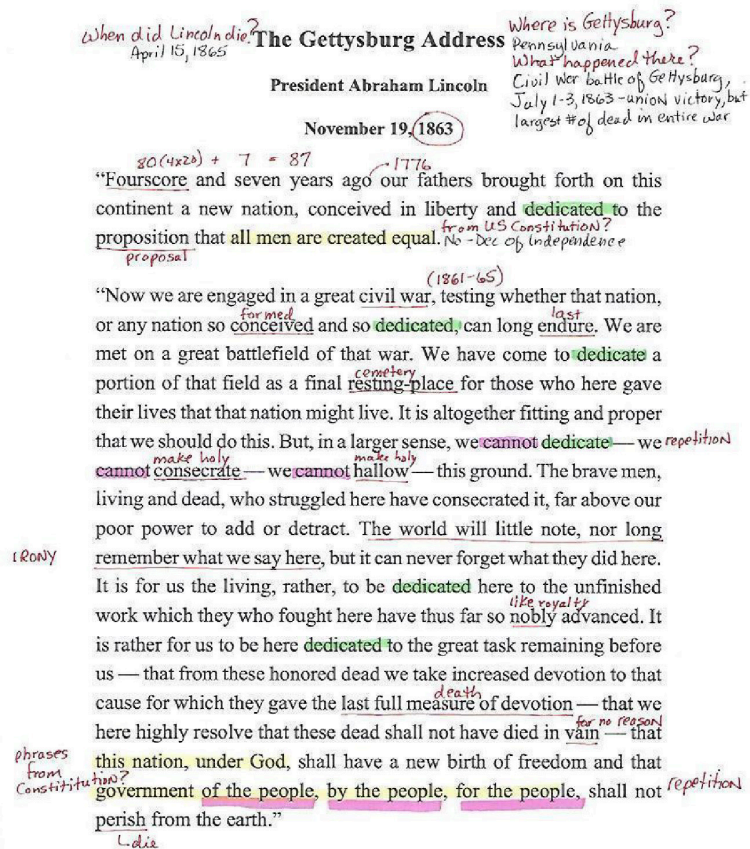 When did Lincoln die?
April 15, 1865
The Gettysburg Address
Where is Gettysburg?
Pennsylvania
What happened there?
Civil War battle of Gettysburg,
July 1-3, 1863 - union victory, but
largest # of dead in entire war
President Abraham Lincoln
November 19, 1863
80 (4x20) + 7 = 87
1776
“Fourscore and seven years ago our fathers brought forth on this
continent a new nation, conceived in liberty and dedicated to the
proposition that all men are created equal.
from US Constitution?
No - Dec of Independence
proposal
(1861-65)
“Now we are engaged in a great civil war, testing whether that nation,
formed
last
or any nation so conceived and so dedicated, can long endure. We are
met on a great battlefield of that war. We have come to dedicate a
cemetery
portion of that field as a final resting-place for those who here gave
their lives that that nation might live. It is altogether fitting and proper
that we should do this. But, in a larger sense, we cannot dedicate — we
repetition
make holy
make holy
cannot consecrate — we cannot hallow — this ground. The brave men,
living and dead, who struggled here have consecrated it, far above our
poor power to add or detract. The world will little note, nor long
IRONY
remember what we say here, but it can never forget what they did here.
It is for us the living, rather, to be dedicated here to the unfinished
like royalty
work which they who fought here have thus far so nobly advanced. It
is rather for us to be here dedicated to the great task remaining before
us — that from these honored dead we take increased devotion to that
death
cause for which they gave the last full measure of devotion — that we
for no reason
here highly resolve that these dead shall not have died in vain — that
phrases
from
Constititution?
this nation, under God, shall have a new birth of freedom and that
government of the people, by the people, for the people, shall not
repetition
perish from the earth.”
die